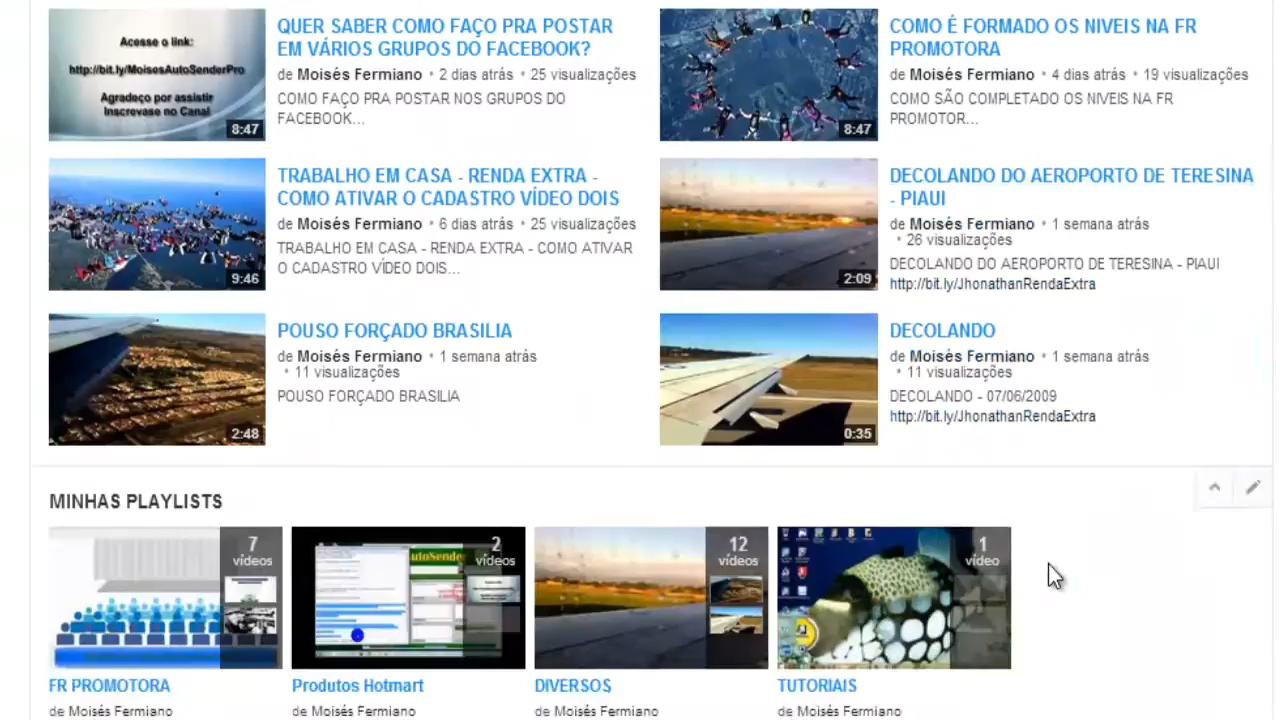 Acesse o link:
http://bit.ly/MoisesAutoSenderPro
Agradeço por assistir
Inscrevase no Canal
8:47
QUER SABER COMO FAÇO PRA POSTAR
EM VÁRIOS GRUPOS DO FACEBOOK?
de Moisés Fermiano • 2 dias atrás • 25 visualizações
COMO FAÇO PRA POSTAR NOS GRUPOS DO
FACEBOOK...
8:47
COMO É FORMADO OS NIVEIS NA FR
PROMOTORA
de Moisés Fermiano • 4 dias atrás • 19 visualizações
COMO SÃO COMPLETADO OS NIVEIS NA FR
PROMOTOR...
9:46
TRABALHO EM CASA - RENDA EXTRA -
COMO ATIVAR O CADASTRO VÍDEO DOIS
de Moisés Fermiano • 6 dias atrás • 25 visualizações
TRABALHO EM CASA - RENDA EXTRA - COMO ATIVAR
O CADASTRO VÍDEO DOIS...
2:09
DECOLANDO DO AEROPORTO DE TERESINA
- PIAUI
de Moisés Fermiano • 1 semana atrás
• 26 visualizações
DECOLANDO DO AEROPORTO DE TERESINA - PIAUI
http://bit.ly/JhonathanRendaExtra
2:48
POUSO FORÇADO BRASILIA
de Moisés Fermiano • 1 semana atrás
• 11 visualizações
POUSO FORÇADO BRASILIA
0:35
DECOLANDO
de Moisés Fermiano • 1 semana atrás
• 11 visualizações
DECOLANDO - 07/06/2009
http://bit.ly/JhonathanRendaExtra
MINHAS PLAYLISTS
7
vídeos
FR PROMOTORA
de Moisés Fermiano
AutoSender
2
vídeos
Produtos Hotmart
de Moisés Fermiano
12
vídeos
DIVERSOS
de Moisés Fermiano
1
vídeo
TUTORIAIS
de Moisés Fermiano